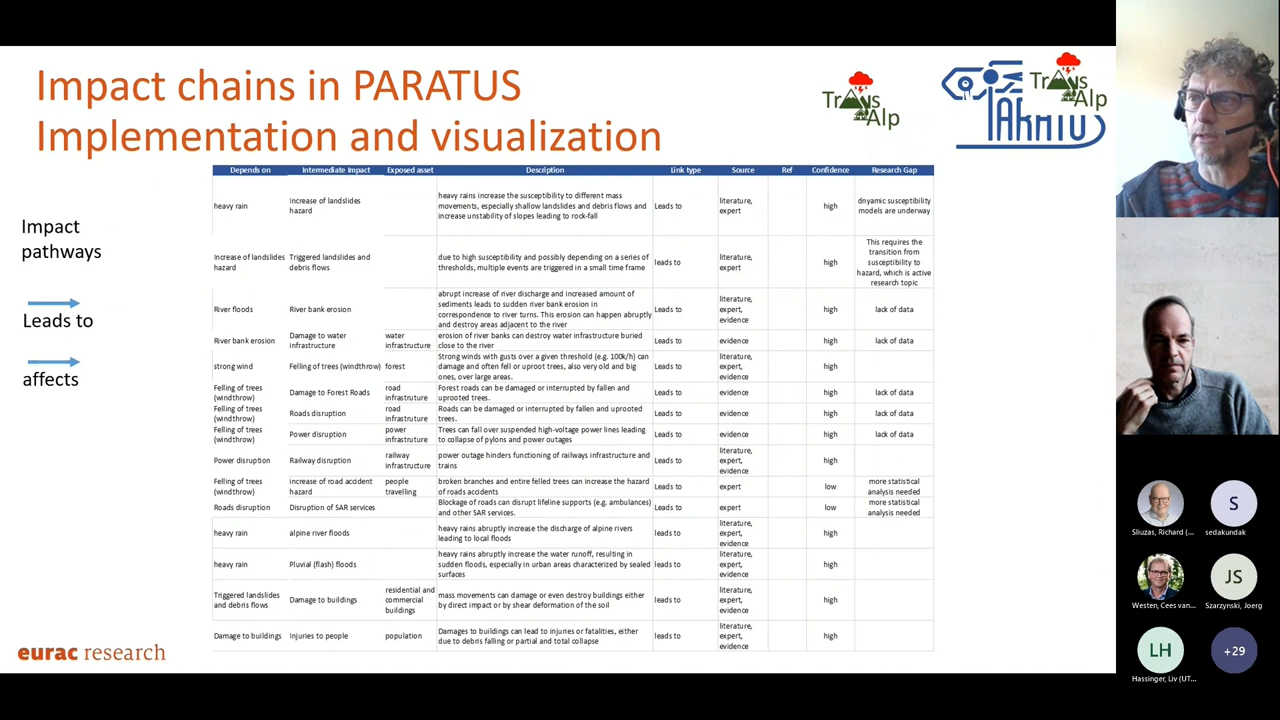 Impact chains in PARATUS
Implementation and visualization
Trans
Alp
PARATUS
Trans
Alp
Impact
pathways
Leads to
affects
Depends on Intermediate Impact Exposed asset Description Link type Source Ref Confidence Research Gap
heavy rain
Increase of landslides
hazard
heavy rains increase the susceptibility to different mass
movements, especially shallow landslides and debris flows and
increase unstability of slopes leading to rock-fall
Leads to
literature,
expert
high
dnyamic susceptibility
models are underway
Increase of landslides
hazard
Triggered landslides and
debris flows
due to high susceptibility and possibly depending on a series of
thresholds, multiple events are triggered in a small time frame
leads to
literature,
expert
high
This requires the
transition from
susceptibility to
hazard, which is active
research topic
River floods
River bank erosion
abrupt increase of river discharge and increased amount of
sediments leads to sudden river bank erosion in
correspondence to river turns. This erosion can happen abruptly
and destroy areas adjacent to the river
Leads to
literature,
expert,
evidence
high
lack of data
River bank erosion
Damage to water
infrastructure
water
infrastructure
erosion of river banks can destroy water infrastructure buried
close to the river
Leads to
evidence
high
lack of data
strong wind
Felling of trees (windthrow)
forest
Strong winds with gusts over a given threshold (e.g. 100k/h) can
damage and often fell or uproot trees, also very old and big
ones, over large areas.
Leads to
literature,
expert,
evidence
high
Felling of trees
(windthrow)
Damage to Forest Roads
road
infrastruture
Forest roads can be damaged or interrupted by fallen and
uprooted trees.
Leads to
evidence
high
lack of data
Felling of trees
(windthrow)
Roads disruption
road
infrastruture
Roads can be damaged or interrupted by fallen and uprooted
trees.
Leads to
evidence
high
lack of data
Felling of trees
(windthrow)
Power disruption
power
infrastruture
Trees can fall over suspended high-voltage power lines leading
to collapse of pylons and power outages
Leads to
evidence
high
lack of data
Power disruption
Railway disruption
railway
infrastructure
power outage hinders functioning of railways infrastructure and
trains
Leads to
literature,
expert,
evidence
high
Felling of trees
(windthrow)
increase of road accident
hazard
people
travelling
broken branches and entire felled trees can increase the hazard
of roads accidents
Leads to
expert
low
more statistical
analysis needed
Roads disruption
Disruption of SAR services
Blockage of roads can disrupt lifeline supports (e.g. ambulances)
and other SAR services.
Leads to
expert
low
more statistical
analysis needed
heavy rain
alpine river floods
heavy rains abruptly increase the discharge of alpine rivers
leading to local floods
leads to
literature,
expert,
evidence
high
heavy rain
Pluvial (flash) floods
heavy rains abruptly increase the water runoff, resulting in
sudden floods, especially in urban areas characterized by sealed
surfaces
leads to
literature,
expert,
evidence
high
Triggered landslides
and debris flows
Damage to buildings
residential and
commercial
buildings
mass movements can damage or even destroy buildings either
by direct impact or by shear deformation of the soil
leads to
literature,
expert,
evidence
high
Damage to buildings
Injuries to people
population
Damages to buildings can lead to injuries or fatalities, either
due to debris falling or partial and total collapse
leads to
literature,
expert,
evidence
high
eurac research
Sliuzas, Richard (...
S
sedakundak
Westen, Cees van...
JS
Szarzynski, Joerg
LH
Hassinger, Liv (UT...
+29